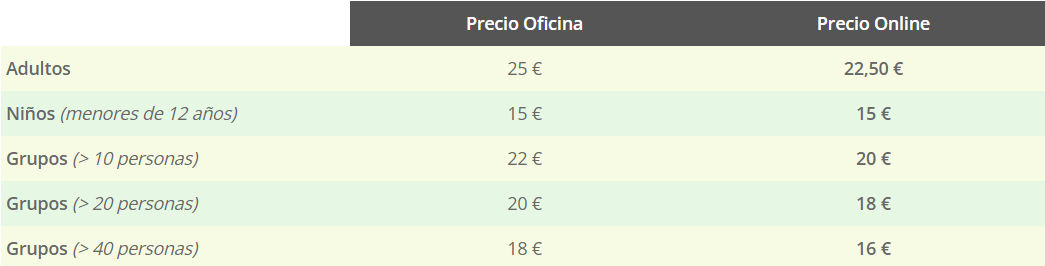 Precio Oficina Precio Online
Adultos 25 € 22,50 €
Niños (menores de 12 años) 15 € 15 €
Grupos (> 10 personas) 22 € 20 €
Grupos (> 20 personas) 20 € 18 €
Grupos (> 40 personas) 18 € 16 €